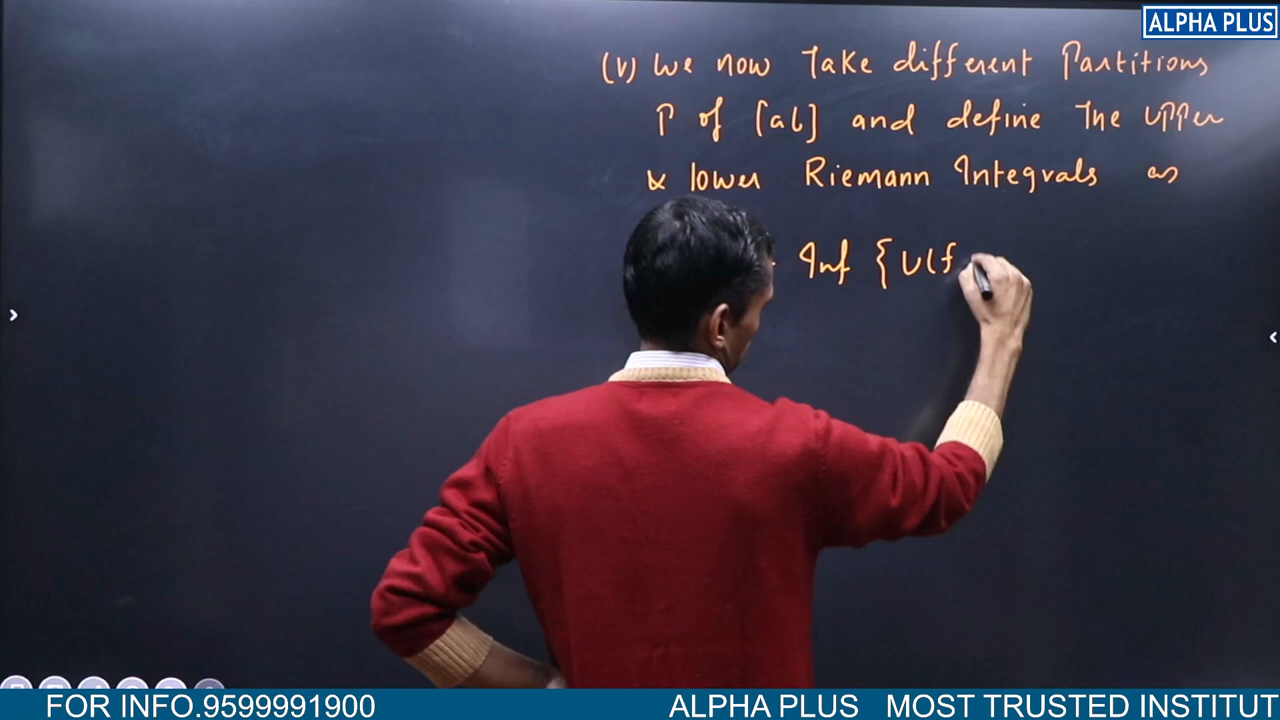 ALPHA PLUS
(v) we now Take different Partitions
P of [ab] and define The Upper
& lower Riemann Integrals as
Inf { U(f
FOR INFO.9599991900 ALPHA PLUS MOST TRUSTED INSTITUT